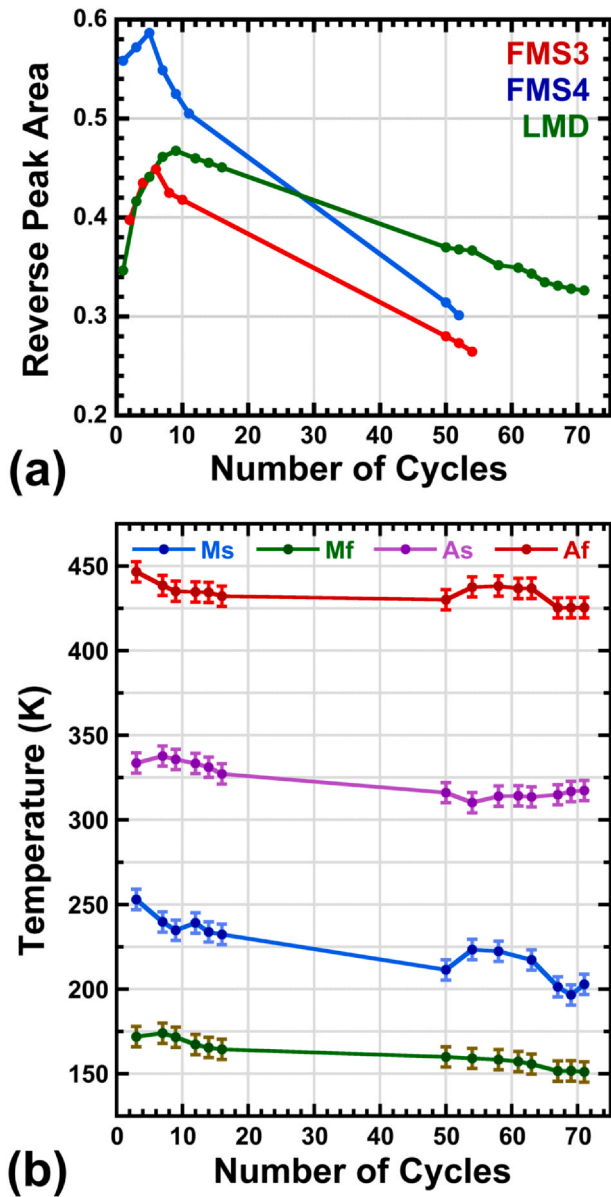 0.6
FMS3
FMS4
LMD
0.5
0.4
0.3
0.2
Reverse Peak Area
0 10 20 30 40 50 60 70
Number of Cycles
(a)
Ms Mf As Af
450
400
350
300
250
200
150
Temperature (K)
0 10 20 30 40 50 60 70
Number of Cycles
(b)